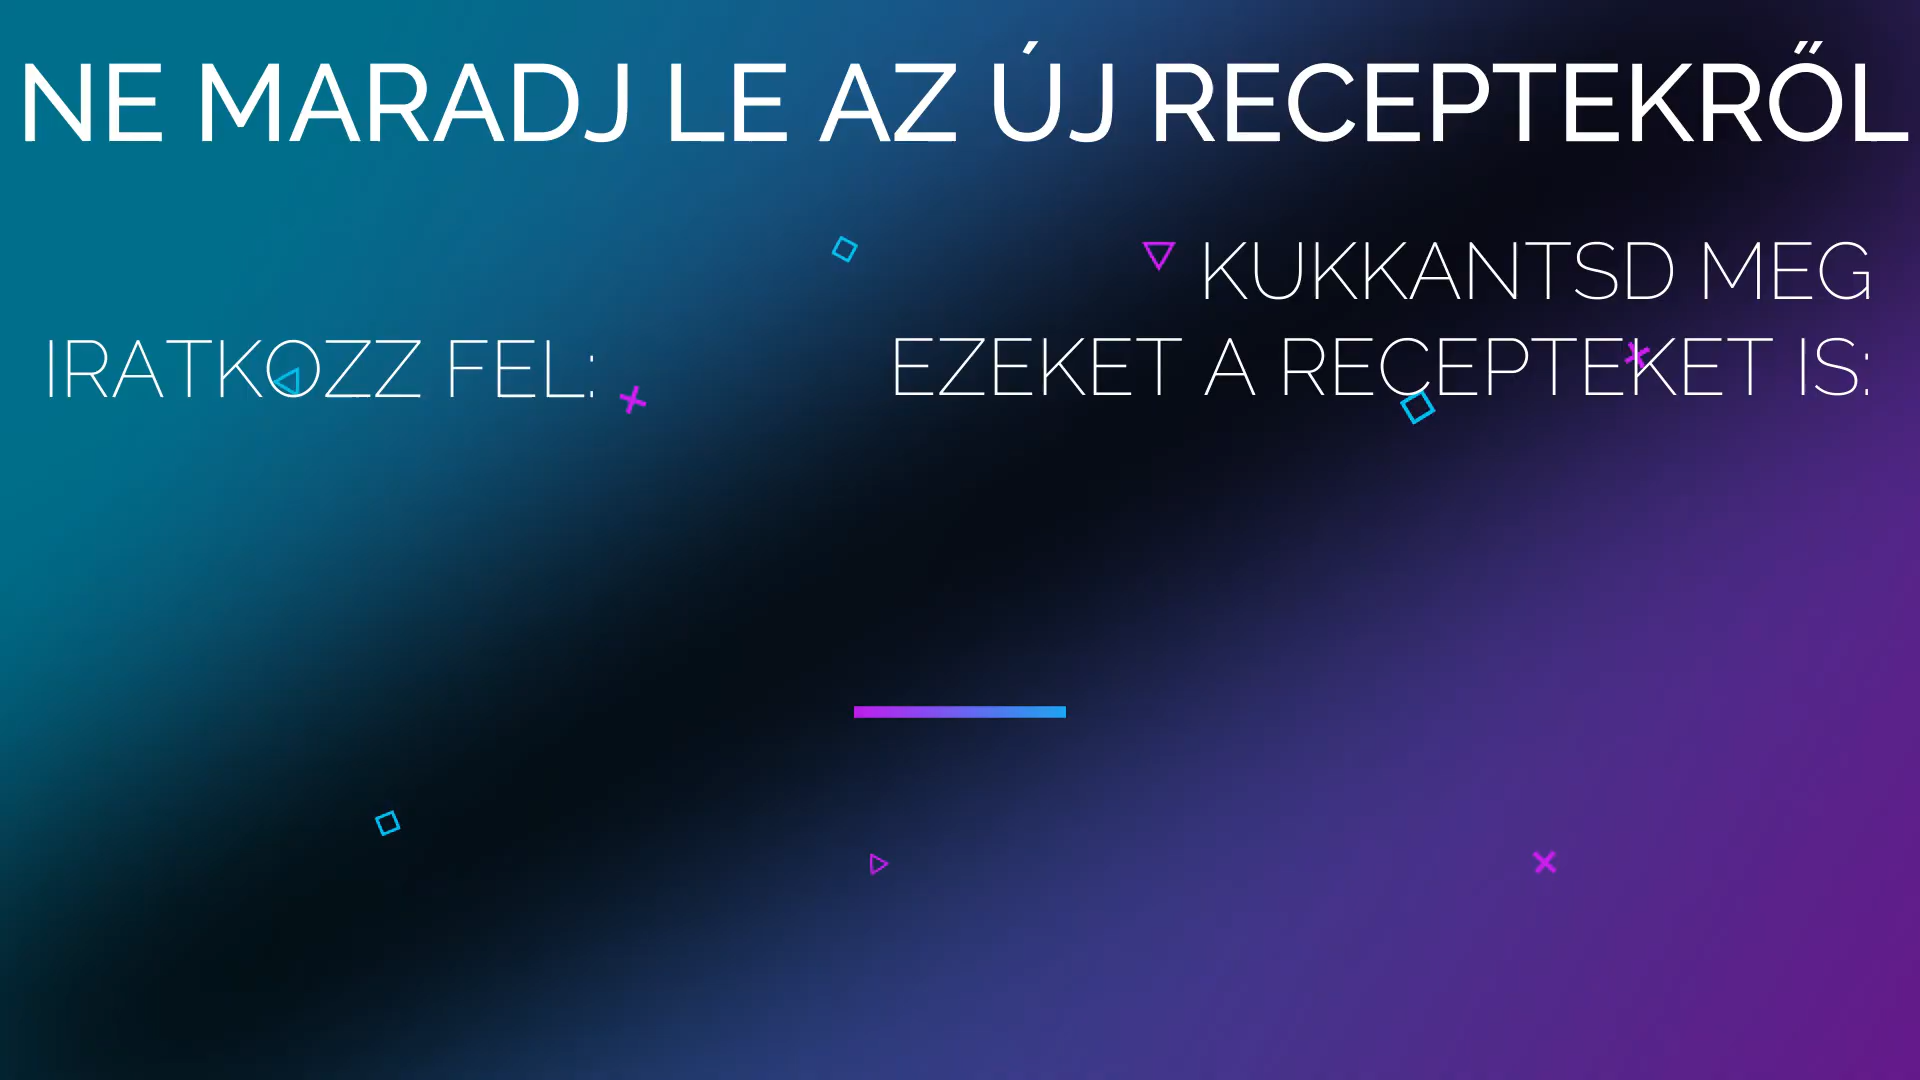 NE MARADJ LE AZ ÚJ RECEPTEKRŐL
IRATKOZZ FEL:
KUKKANTSD MEG
EZEKET A RECEPTEKET IS: